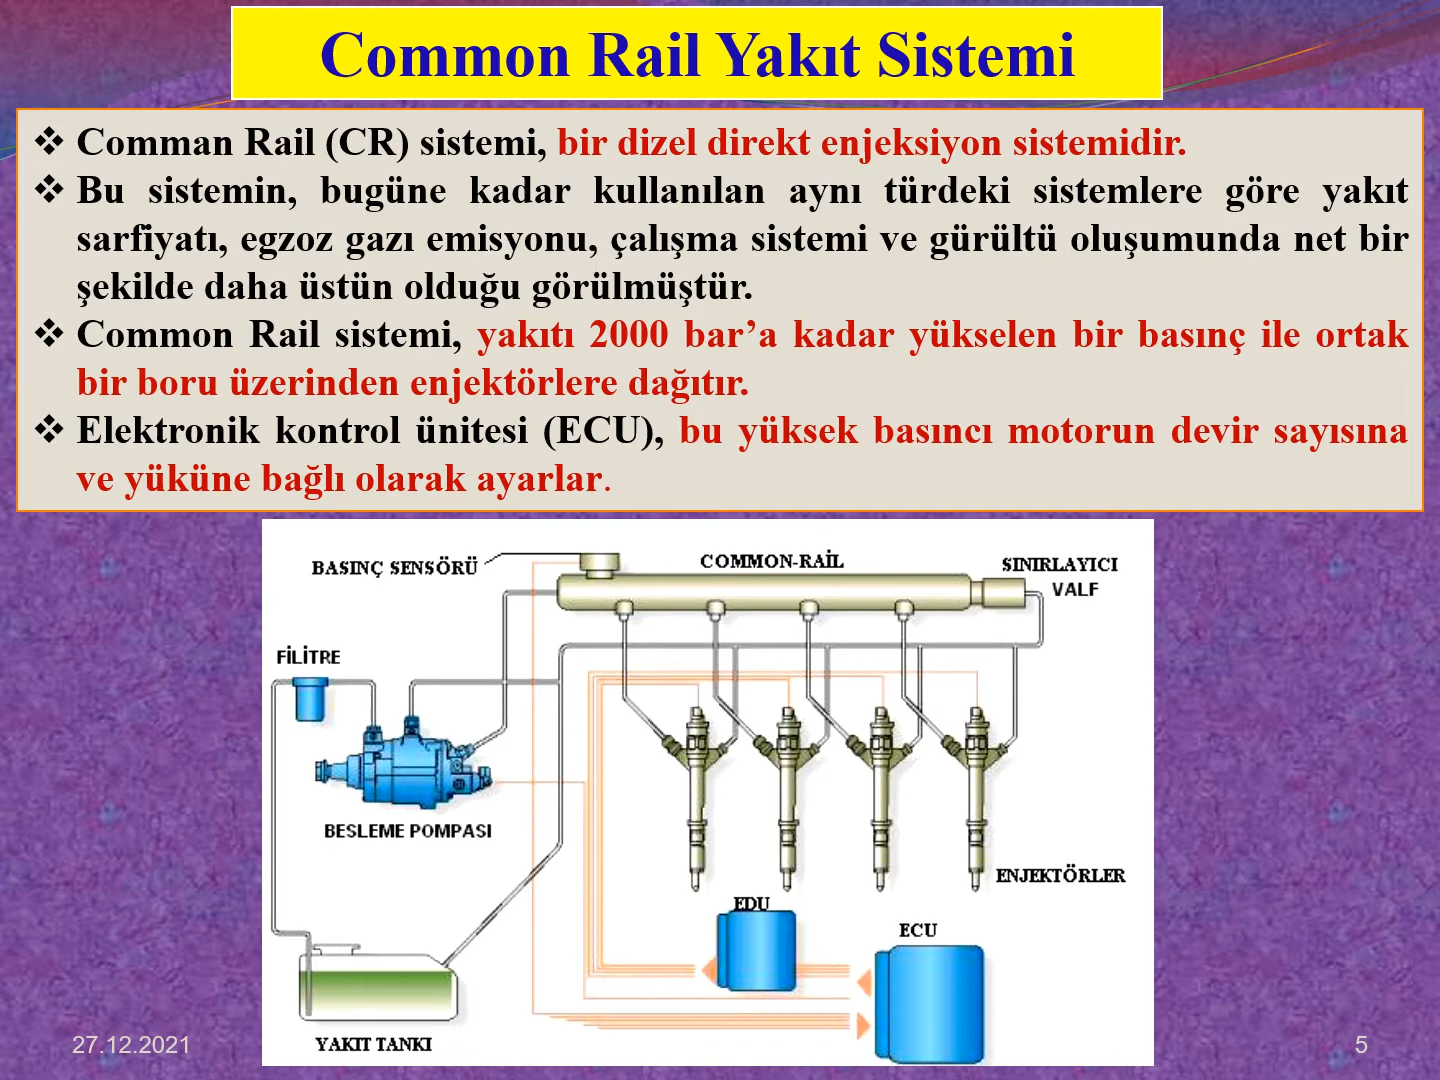 Common Rail Yakıt Sistemi
❖ Comman Rail (CR) sistemi, bir dizel direkt enjeksiyon sistemidir.
❖ Bu sistemin, bugüne kadar kullanılan aynı türdeki sistemlere göre yakıt
sarfiyatı, egzoz gazı emisyonu, çalışma sistemi ve gürültü oluşumunda net bir
şekilde daha üstün olduğu görülmüştür.
❖ Common Rail sistemi, yakıtı 2000 bar’a kadar yükselen bir basınç ile ortak
bir boru üzerinden enjektörlere dağıtır.
❖ Elektronik kontrol ünitesi (ECU), bu yüksek basıncı motorun devir sayısına
ve yüküne bağlı olarak ayarlar.
BASINÇ SENSÖRÜ
COMMON-RAİL
SINIRLAYICI
VALF
FİLİTRE
BESLEME POMPASI
ENJEKTÖRLER
EDU
ECU
YAKIT TANKI
27.12.2021
5